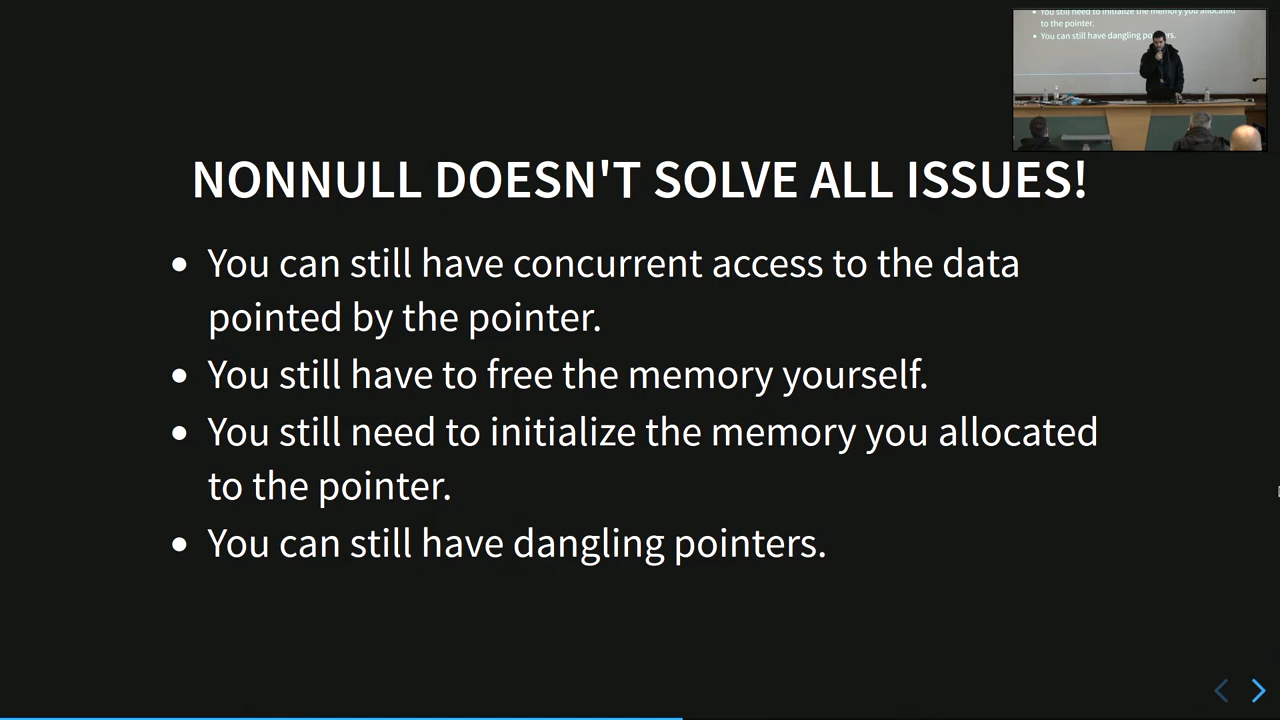 You still need to initialize the memory you allocated
to the pointer.
You can still have dangling pointers.
NONNULL DOESN'T SOLVE ALL ISSUES!
You can still have concurrent access to the data
pointed by the pointer.
You still have to free the memory yourself.
You still need to initialize the memory you allocated
to the pointer.
You can still have dangling pointers.